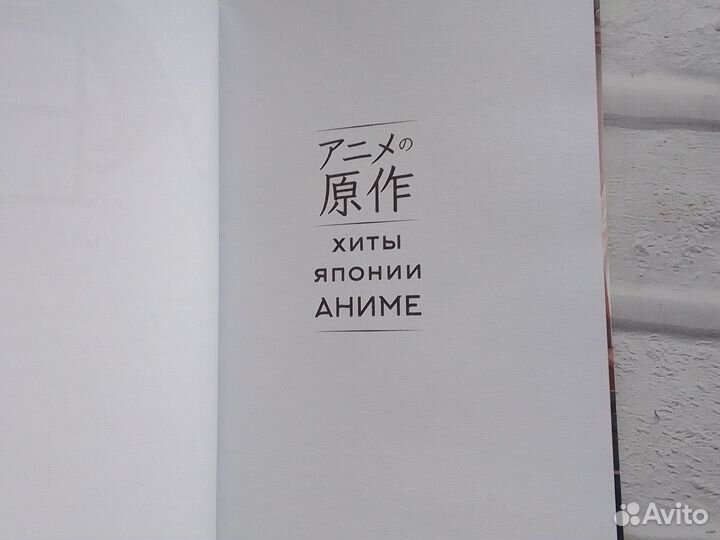 アニメの
原作
ХИТЫ
ЯПОНИИ
АНИМЕ
Avito